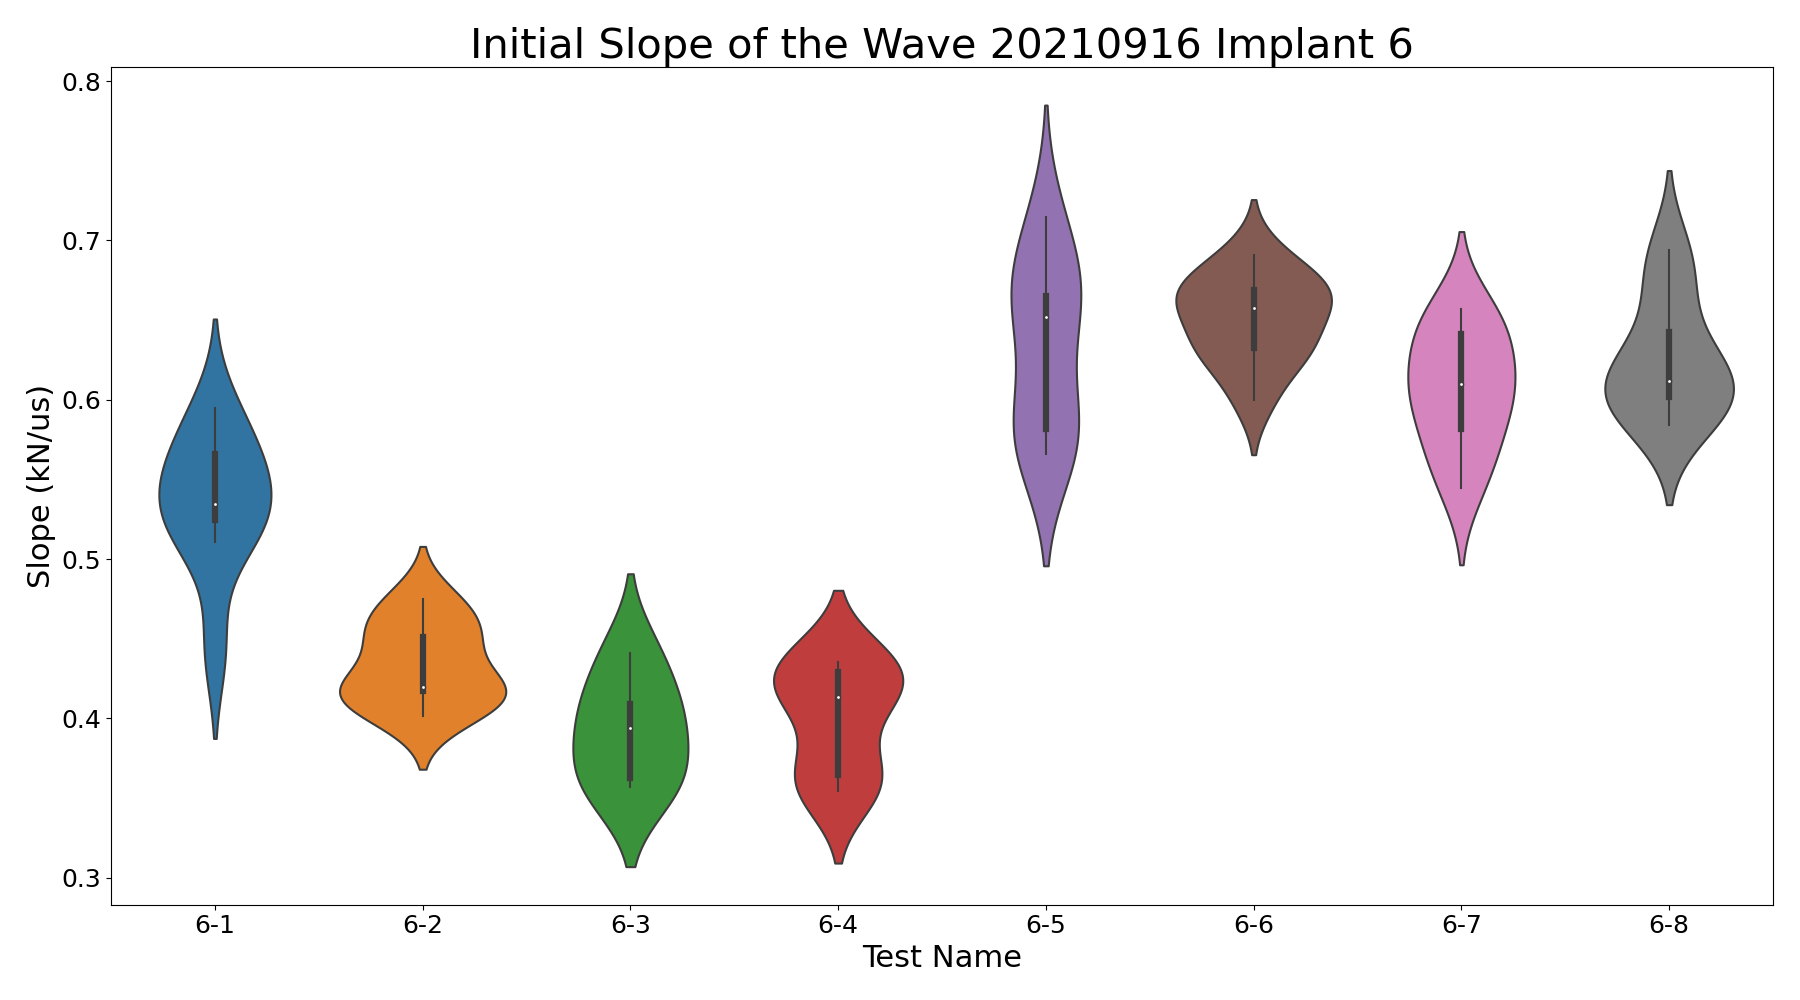 Initial Slope of the Wave 20210916 Implant 6
0.8
0.7
0.6
0.5
0.4
0.3
Slope (kN/us)
6-1 6-2 6-3 6-4 6-5 6-6 6-7 6-8
Test Name